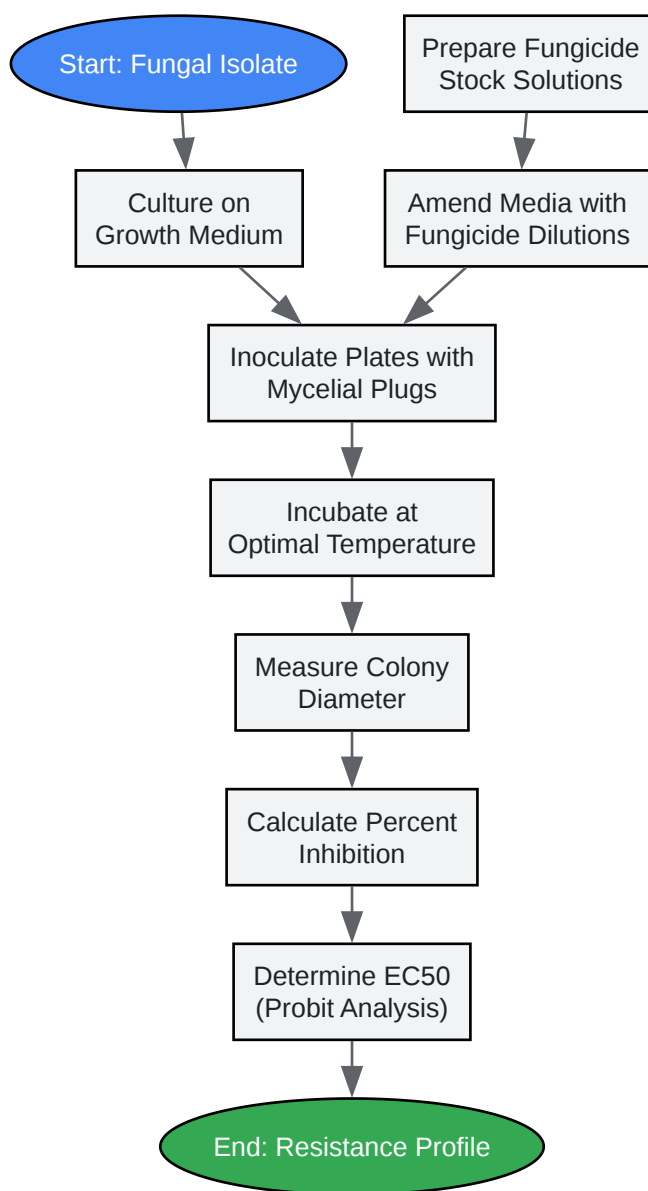 Start: Fungal Isolate
Prepare Fungicide
Stock Solutions
Culture on
Growth Medium
Amend Media with
Fungicide Dilutions
Inoculate Plates with
Mycelial Plugs
Incubate at
Optimal Temperature
Measure Colony
Diameter
Calculate Percent
Inhibition
Determine EC50
(Probit Analysis)
End: Resistance Profile